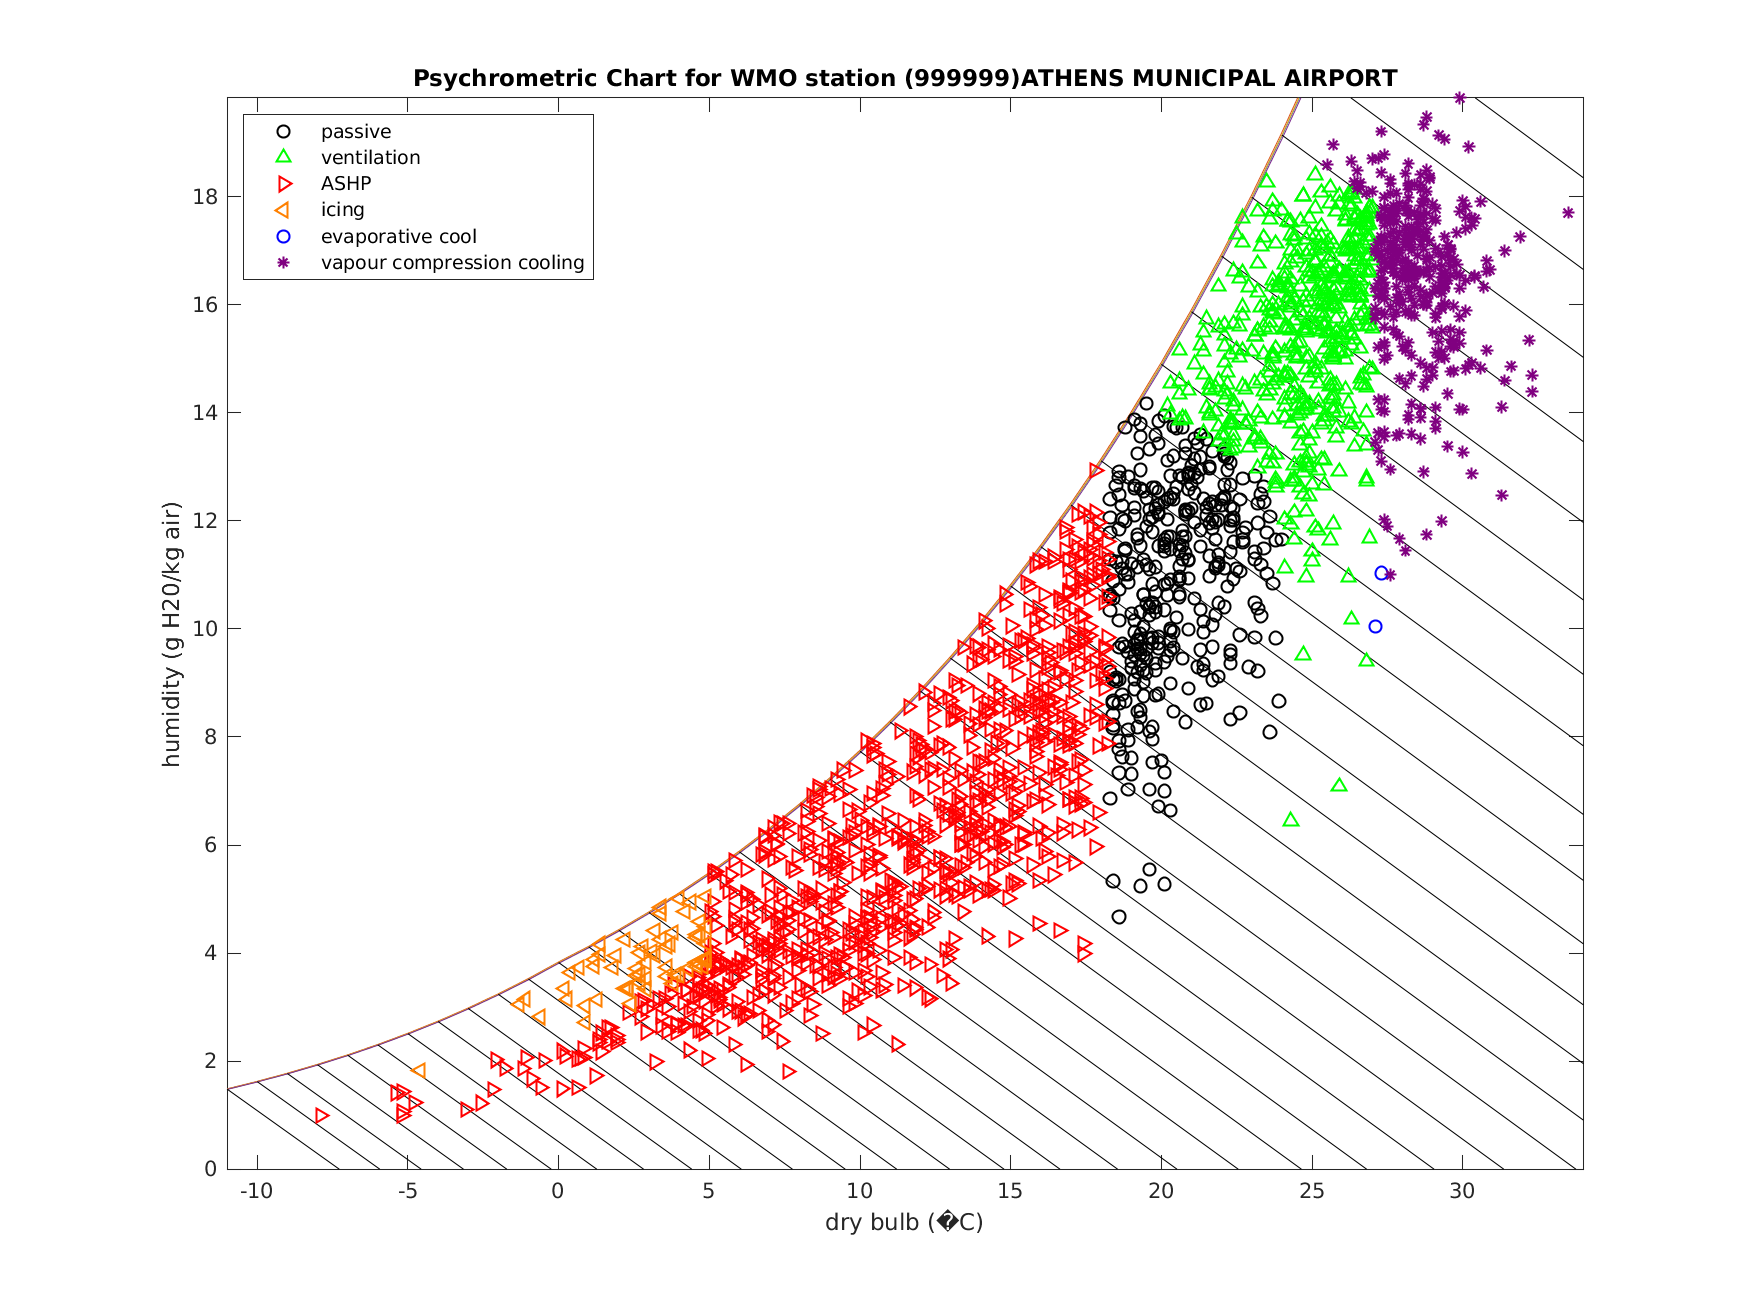 Psychrometric Chart for WMO station (999999)ATHENS MUNICIPAL AIRPORT
passive
ventilation
ASHP
icing
evaporative cool
vapour compression cooling
humidity (g H20/kg air)
18
16
14
12
10
8
6
4
2
0
-10 -5 0 5 10 15 20 25 30
dry bulb (�C)